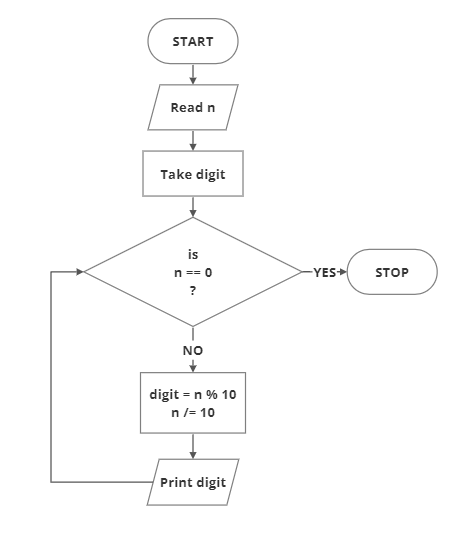 START
Read n
Take digit
is
n == 0
?
YES
STOP
NO
digit = n % 10
n /= 10
Print digit